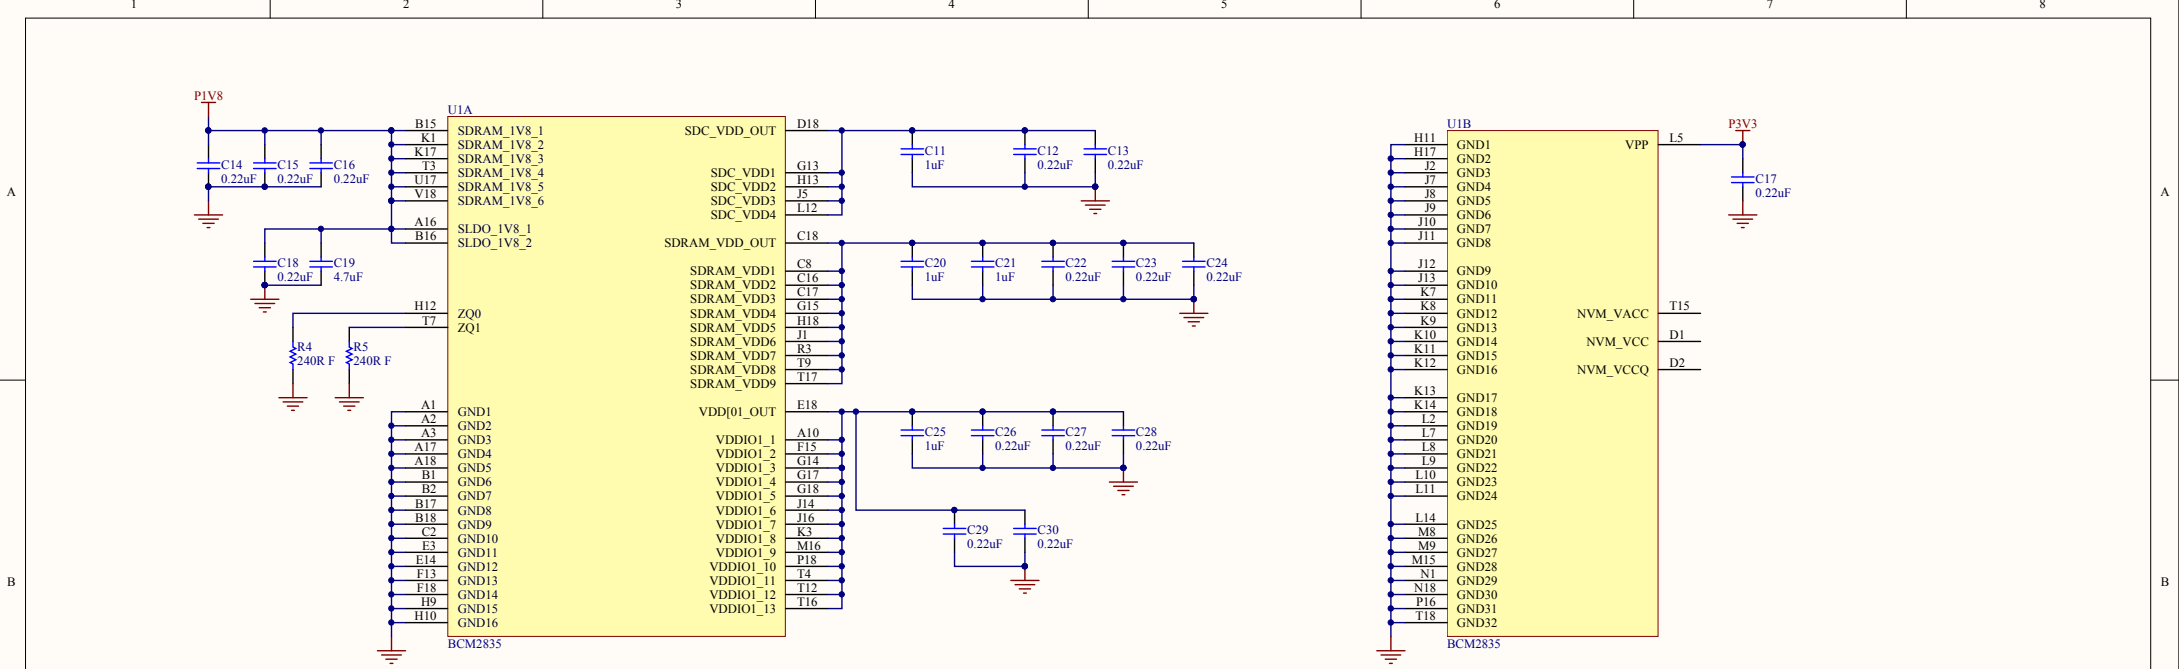 1 2 3 4 5 6 7 8
A A
B B
P1V8
C14
0.22uF
C15
0.22uF
C16
0.22uF
C18
0.22uF
C19
4.7uF
R4
240R F
R5
240R F
U1A
B15 SDRAM_1V8_1
K1 SDRAM_1V8_2
K17 SDRAM_1V8_3
T3 SDRAM_1V8_4
U17 SDRAM_1V8_5
V18 SDRAM_1V8_6
A16 SLDO_1V8_1
B16 SLDO_1V8_2
H12 ZQ0
T7 ZQ1
A1 GND1
A2 GND2
A3 GND3
A17 GND4
A18 GND5
B1 GND6
B2 GND7
B17 GND8
B18 GND9
C2 GND10
E3 GND11
E14 GND12
F13 GND13
F18 GND14
H9 GND15
H10 GND16
SDC_VDD_OUT D18
SDC_VDD1 G13
SDC_VDD2 H13
SDC_VDD3 J5
SDC_VDD4 L12
SDRAM_VDD_OUT C18
SDRAM_VDD1 C8
SDRAM_VDD2 C16
SDRAM_VDD3 C17
SDRAM_VDD4 G15
SDRAM_VDD5 H18
SDRAM_VDD6 J1
SDRAM_VDD7 R3
SDRAM_VDD8 T9
SDRAM_VDD9 T17
VDD[01_OUT E18
VDDIO1_1 A10
VDDIO1_2 F15
VDDIO1_3 G14
VDDIO1_4 G17
VDDIO1_5 G18
VDDIO1_6 J14
VDDIO1_7 J16
VDDIO1_8 K3
VDDIO1_9 M16
VDDIO1_10 P18
VDDIO1_11 T4
VDDIO1_12 T12
VDDIO1_13 T16
BCM2835
C11
1uF
C12
0.22uF
C13
0.22uF
C20
1uF
C21
1uF
C22
0.22uF
C23
0.22uF
C24
0.22uF
C25
1uF
C26
0.22uF
C27
0.22uF
C28
0.22uF
C29
0.22uF
C30
0.22uF
U1B
H11 GND1
H17 GND2
J2 GND3
J7 GND4
J8 GND5
J9 GND6
J10 GND7
J11 GND8
J12 GND9
J13 GND10
K7 GND11
K8 GND12
K9 GND13
K10 GND14
K11 GND15
K12 GND16
K13 GND17
K14 GND18
L2 GND19
L7 GND20
L8 GND21
L9 GND22
L10 GND23
L11 GND24
L14 GND25
M8 GND26
M9 GND27
M15 GND28
N1 GND29
N18 GND30
P16 GND31
T18 GND32
VPP L5
NVM_VACC T15
NVM_VCC D1
NVM_VCCQ D2
BCM2835
P3V3
C17
0.22uF